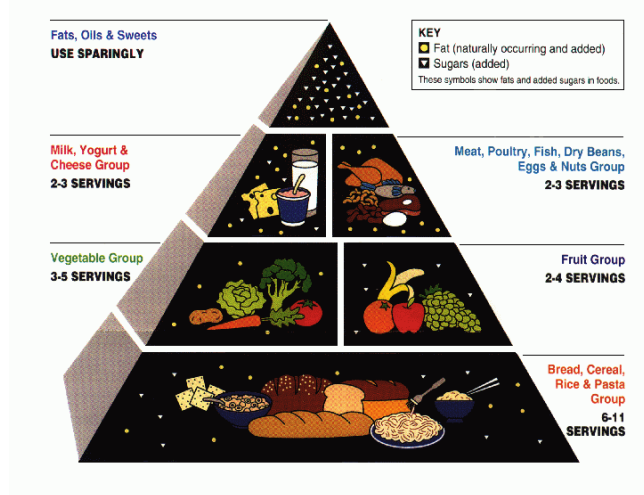 Fats, Oils & Sweets
USE SPARINGLY
KEY
Fat (naturally occurring and added)
Sugars (added)
These symbols show fats and added sugars in foods.
Milk, Yogurt &
Cheese Group
2-3 SERVINGS
Meat, Poultry, Fish, Dry Beans,
Eggs & Nuts Group
2-3 SERVINGS
Vegetable Group
3-5 SERVINGS
Fruit Group
2-4 SERVINGS
Bread, Cereal,
Rice & Pasta
Group
6-11
SERVINGS